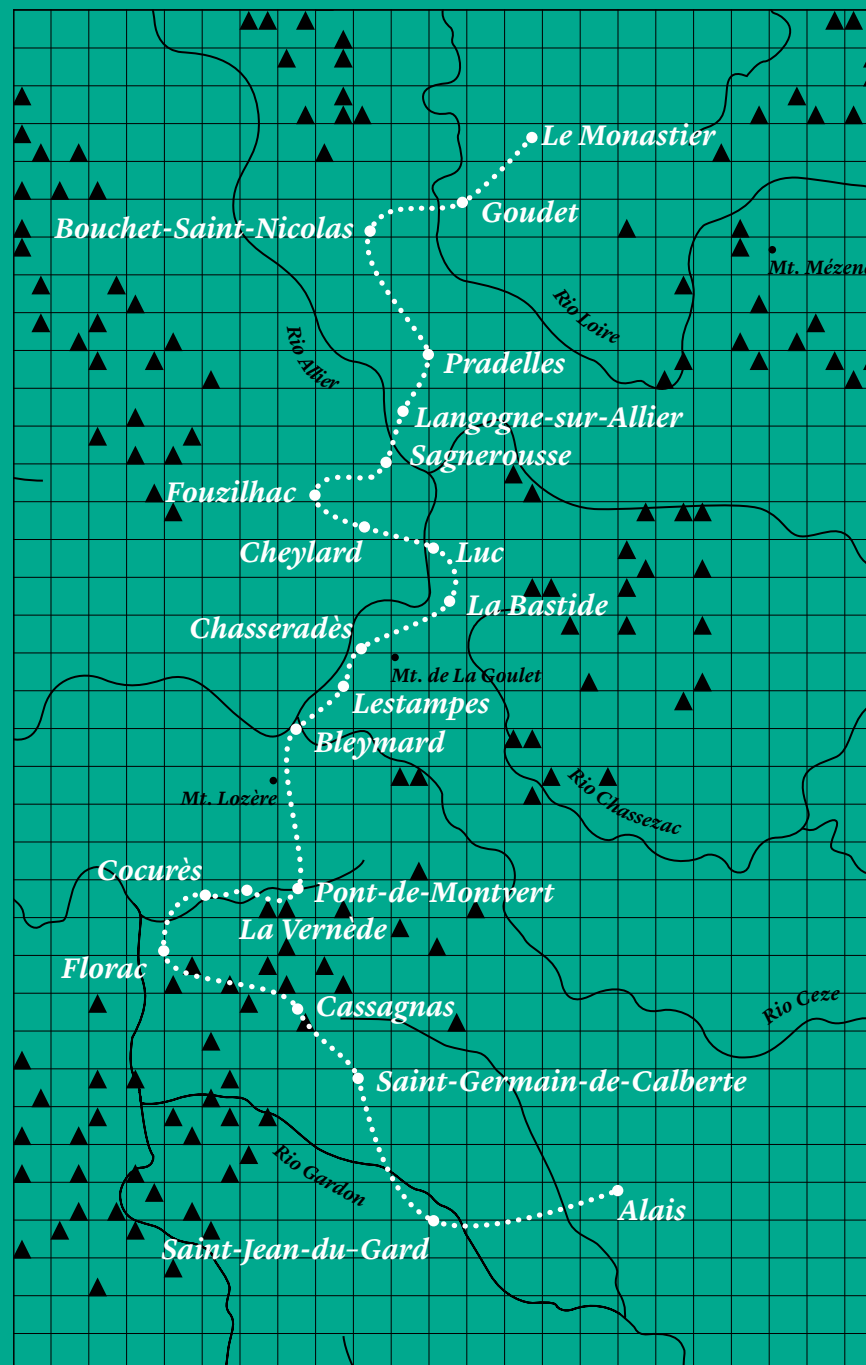 Le Monastier
Goudet
Bouchet-Saint-Nicolas
Mt. Mézenc
Rio Loire
Rio Allier
Pradelles
Langogne-sur-Allier
Sagnerousse
Fouzilhac
Cheylard
Luc
La Bastide
Chasseradès
Mt. de La Goulet
Lestampes
Bleymard
Mt. Lozère
Rio Chassezac
Cocurès
Pont-de-Montvert
La Vernède
Florac
Rio Ceze
Cassagnas
Saint-Germain-de-Calberte
Rio Gardon
Alais
Saint-Jean-du-Gard